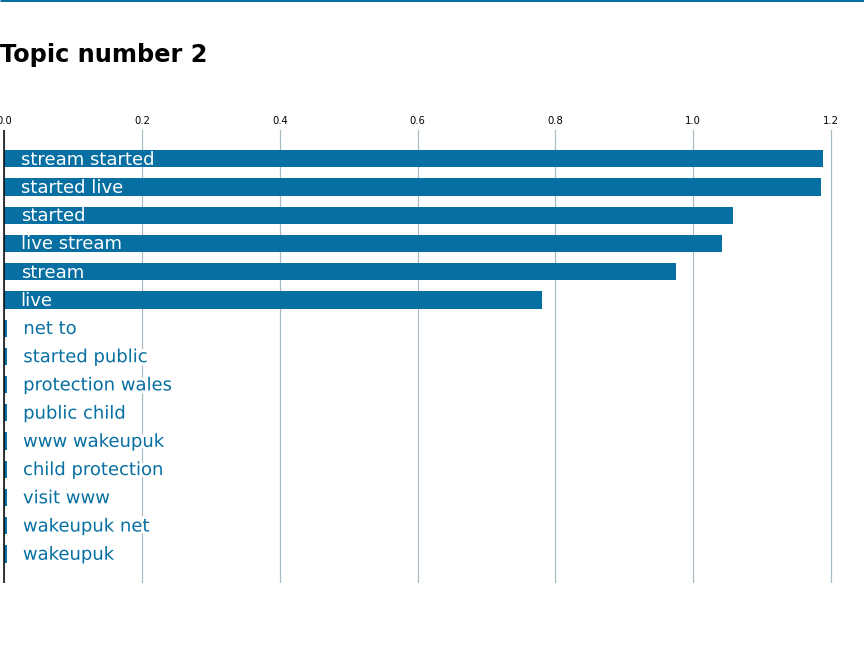 Topic number 2
0.0 0.2 0.4 0.6 0.8 1.0 1.2
stream started
started live
started
live stream
stream
live
net to
started public
protection wales
public child
www wakeupuk
child protection
visit www
wakeupuk net
wakeupuk